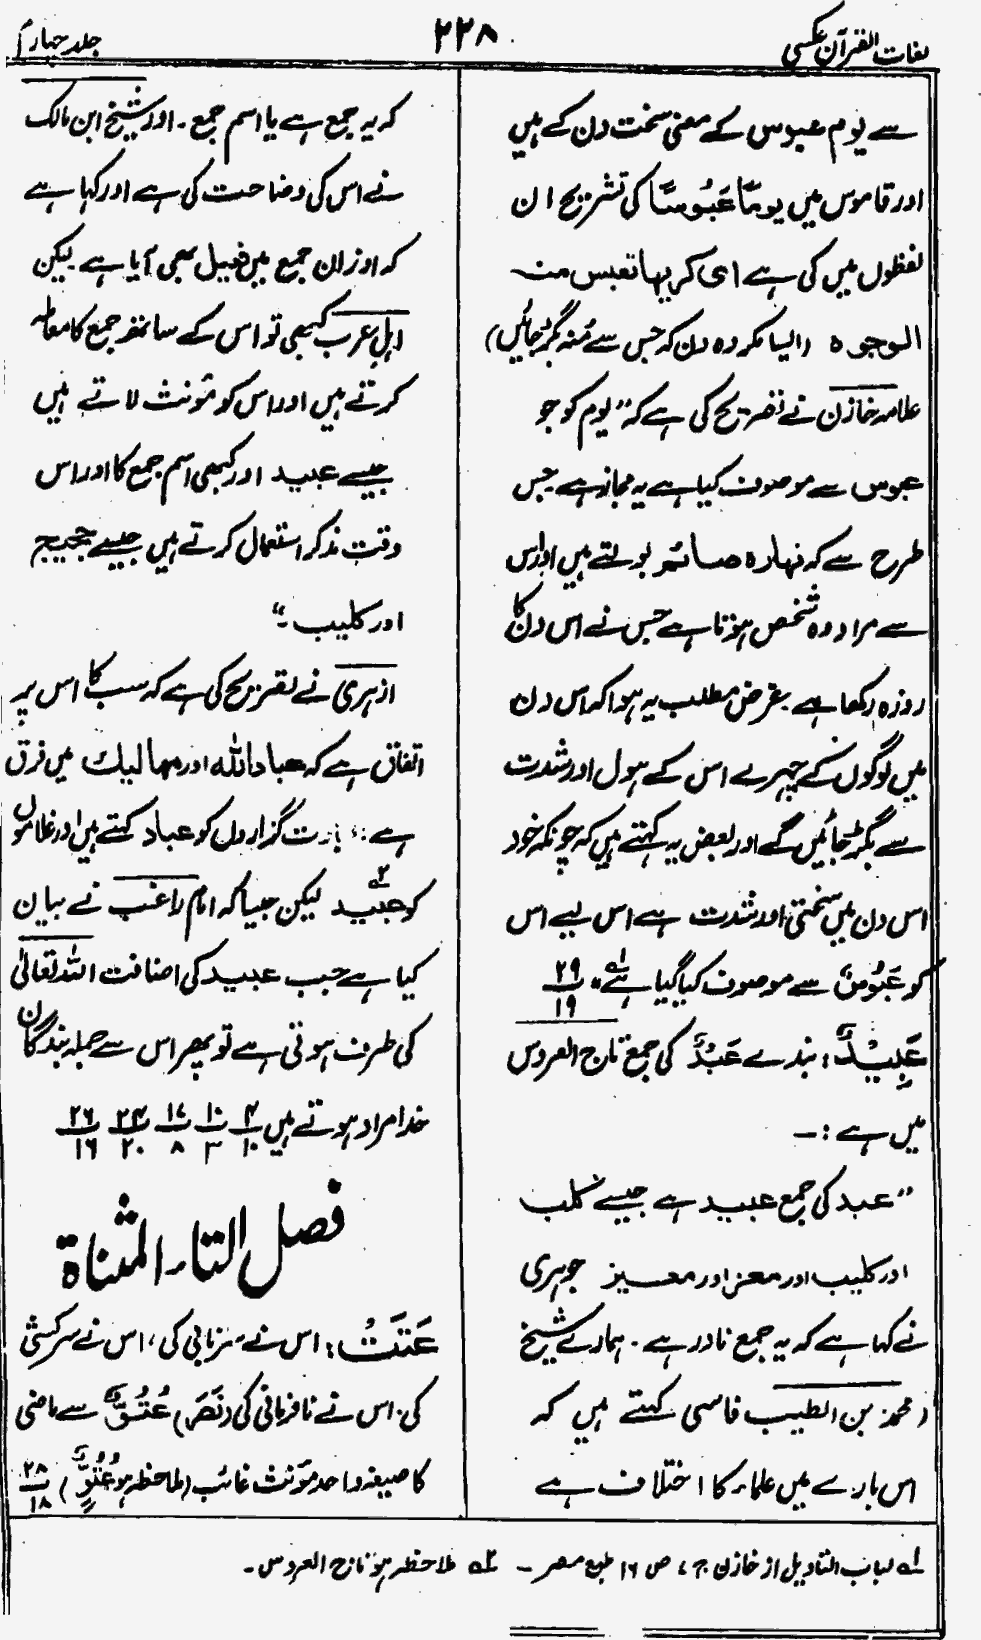 لغات القرآن عکسی
۲۲۸
جلد چہارم
سے یوم عبوس کے معنی سخت دن کے ہیں
اور قاموس میں یومًا عَبُوسًا کی تشریح ان
لفظوں میں کی ہے ای کریہا تعبس منہ
الوجوہ (ایسا مکروہ دن کہ جس سے مُنہ بگڑ جائیں)
علامہ خازن نے تصریح کی ہے کہ ”یوم کو جو
عبوس سے موصوف کیا ہے یہ مجاز ہے جس
طرح سے کہ نہارہ صائم بولتے ہیں اور اس
سے مراد وہ شخص ہوتا ہے جس نے اس دن کا
روزہ رکھا ہے بغرض مطلب یہ ہوا کہ اس دن
میں لوگوں کے چہرے اس کے ہول اور شدت
سے بگڑ جائیں گے اور بعض یہ کہتے ہیں کہ چونکہ خود
اس دن میں سختی اور شدت ہے اس لیے اس
کو عَبُوس سے موصوف کیا گیا ہے“ لہ ۲۹/۱۹
عَبِیْدٌ: بندے عَبْدٌ کی جمع تاج العروس
میں ہے :—
”عبد کی جمع عبید ہے جیسے کلب
اور کلیب اور معز اور معیز جوہری
نے کہا ہے کہ یہ جمع نادر ہے۔ ہمارے شیخ
(محمد بن الطیب فاسی کہتے ہیں کہ
اس بارے میں علماء کا اختلاف ہے
کہ یہ جمع ہے یا اسم جمع۔ اور شیخ ابن مالک
نے اس کی وضاحت کی ہے اور کہا ہے
کہ اوزان جمع میں فعیل بھی آیا ہے لیکن
اہل عرب کبھی تو اس کے ساتھ جمع کا معاملہ
کرتے ہیں اور اس کو مؤنث لاتے ہیں
جیسے عبید اور کبھی اسم جمع کا اور اس
وقت مذکر استعمال کرتے ہیں جیسے حجیج
اور کلیب۔“
ازہری نے تصریح کی ہے کہ سب کا اس پر
اتفاق ہے کہ عباد اللہ اور ممالیک میں فرق
ہے: عبادت گزاروں کو عباد کہتے ہیں اور غلاموں
کو عبید ۲ہ لیکن جیسا کہ امام راغب نے بیان
کیا ہے جب عبید کی اضافت اللہ تعالیٰ
کی طرف ہوتی ہے تو پھر اس سے جملہ بندگان
خدا مراد ہوتے ہیں ۴/۱۰ ۱۰/۳ ۱۷/۸ ۲۴/۲۰ ۲۶/۱۶
فصل التاء المثناة
عَتَتْ: اس نے سرتابی کی، اس نے سرکشی
کی. اس نے نافرمانی کی (نَصَرَ) عُتُوٌّ سے ماضی
کا صیغہ واحد مؤنث غائب (ملاحظہ ہو عُتُوٍّ) ۲۸/۱۸
۱ہ لباب التاویل از خازن ج ۷ ص ۱۶ طبع مصر — ۲ہ ملاحظہ ہو تاج العروس۔